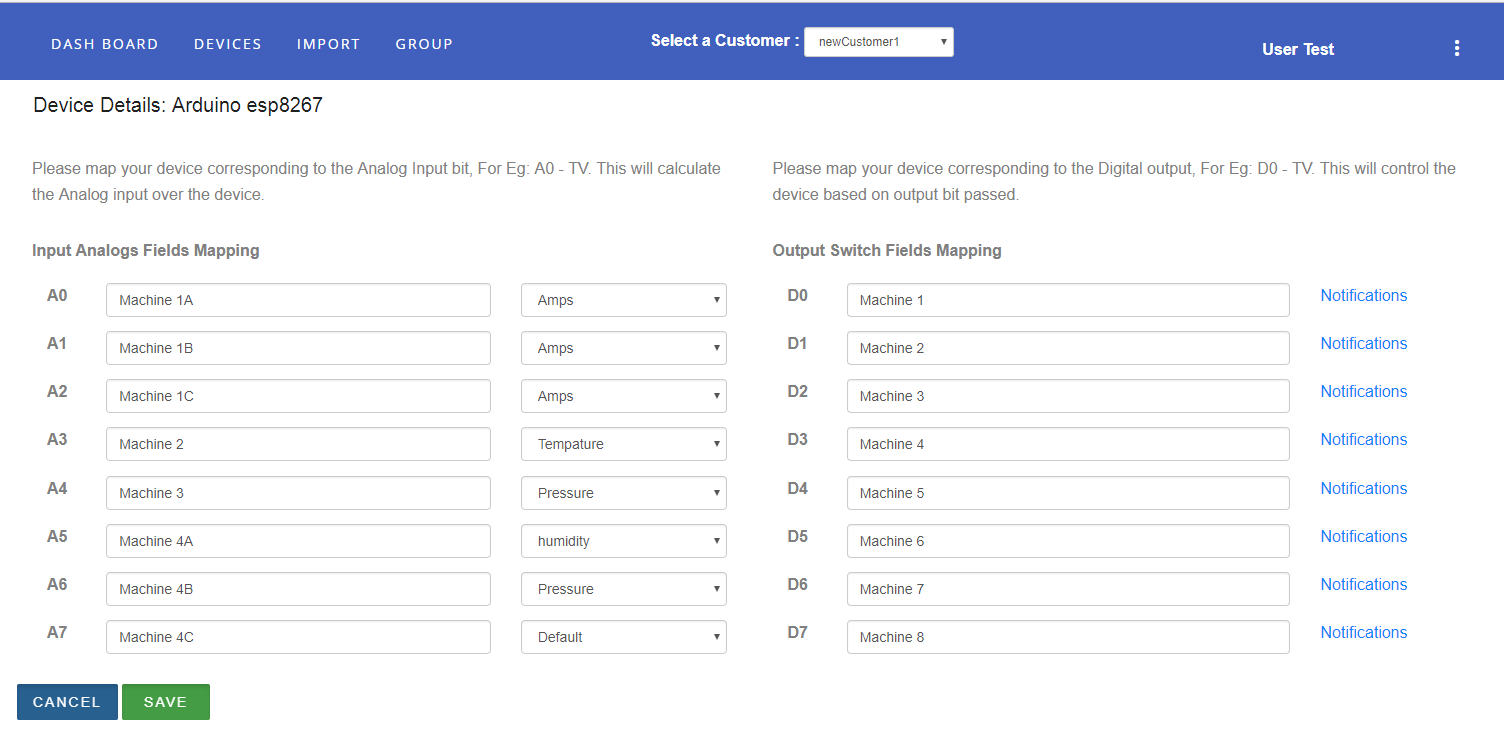 DASH BOARD DEVICES IMPORT GROUP Select a Customer : newCustomer1 User Test
Device Details: Arduino esp8267
Please map your device corresponding to the Analog Input bit, For Eg: A0 - TV. This will calculate
the Analog input over the device.
Please map your device corresponding to the Digital output, For Eg: D0 - TV. This will control the
device based on output bit passed.
Input Analogs Fields Mapping
Output Switch Fields Mapping
A0 Machine 1A Amps D0 Machine 1 Notifications
A1 Machine 1B Amps D1 Machine 2 Notifications
A2 Machine 1C Amps D2 Machine 3 Notifications
A3 Machine 2 Tempature D3 Machine 4 Notifications
A4 Machine 3 Pressure D4 Machine 5 Notifications
A5 Machine 4A humidity D5 Machine 6 Notifications
A6 Machine 4B Pressure D6 Machine 7 Notifications
A7 Machine 4C Default D7 Machine 8 Notifications
CANCEL SAVE